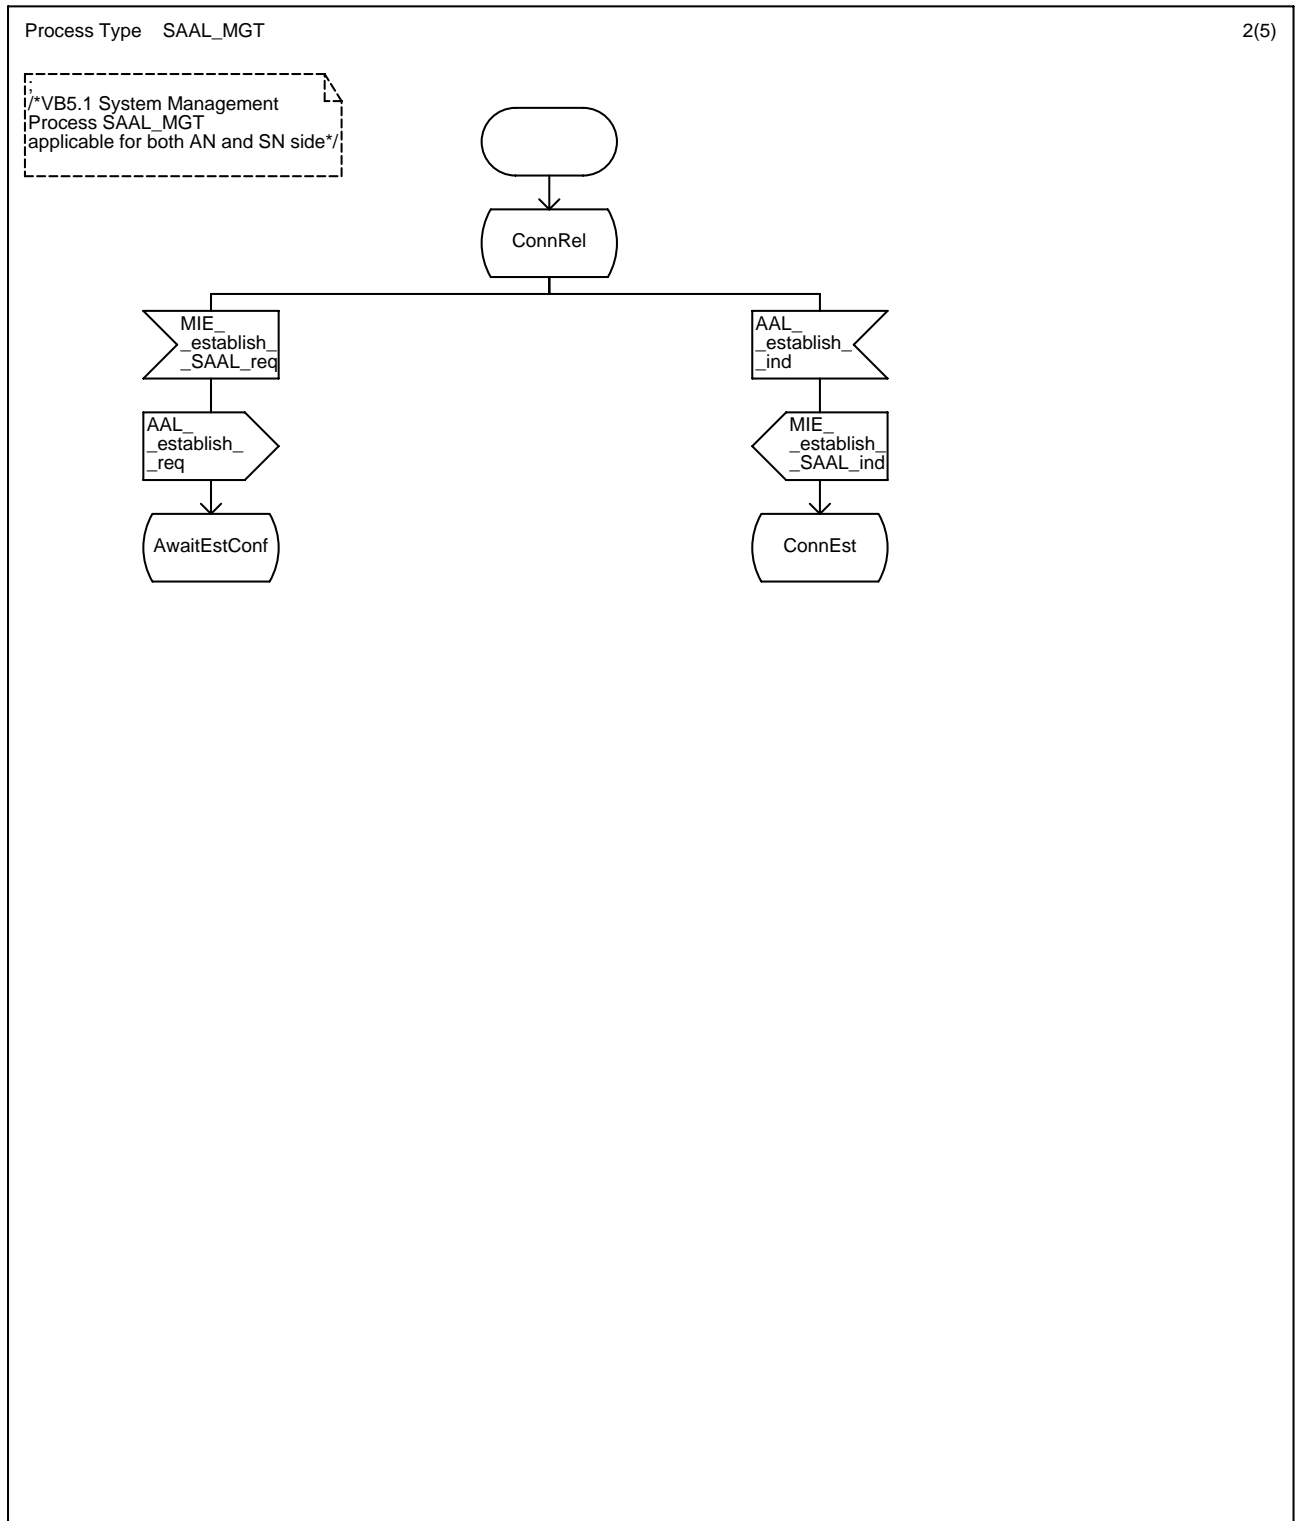 Process Type SAAL_MGT 2(5)
;
/*VB5.1 System Management
Process SAAL_MGT
applicable for both AN and SN side*/
ConnRel
MIE_
_establish_
_SAAL_req
AAL_
_establish_
_ind
AAL_
_establish_
_req
MIE_
_establish_
_SAAL_ind
AwaitEstConf
ConnEst